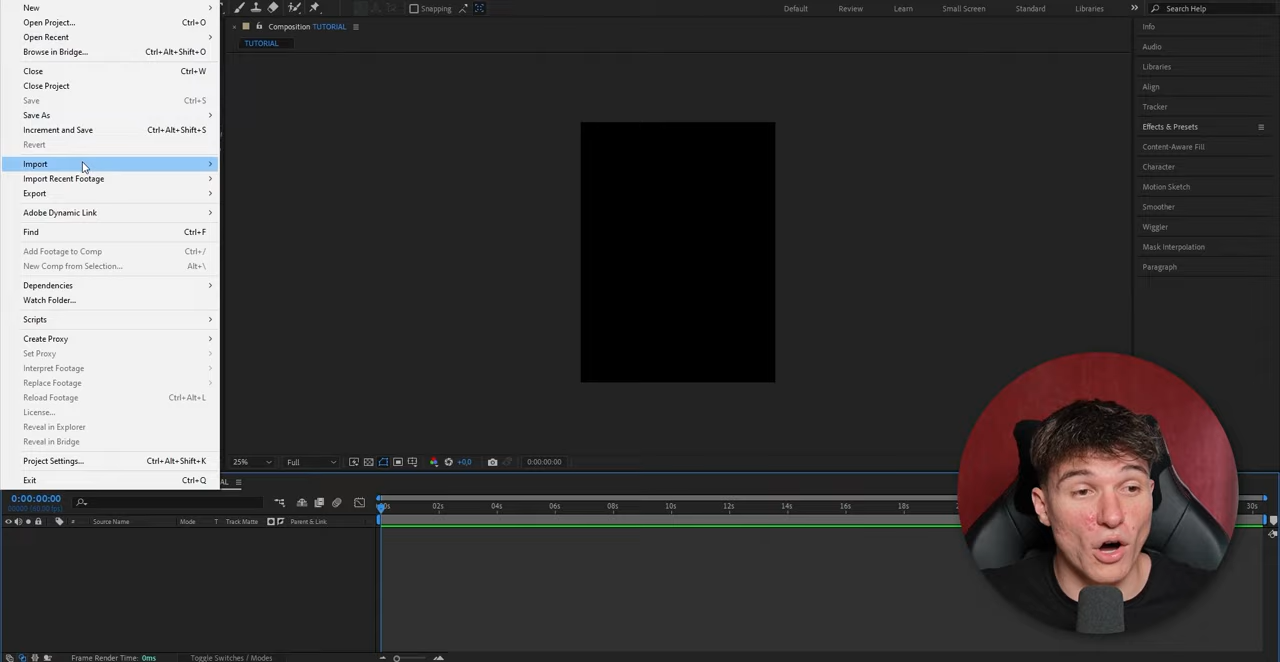 New
Open Project... Ctrl+O
Open Recent
Browse in Bridge... Ctrl+Alt+Shift+O
Close Ctrl+W
Close Project
Save Ctrl+S
Save As
Increment and Save Ctrl+Alt+Shift+S
Revert
Import
Import Recent Footage
Export
Adobe Dynamic Link
Find Ctrl+F
Add Footage to Comp Ctrl+/
New Comp from Selection... Alt+\
Dependencies
Watch Folder...
Scripts
Create Proxy
Set Proxy
Interpret Footage
Replace Footage
Reload Footage Ctrl+Alt+L
License...
Reveal in Explorer
Reveal in Bridge
Project Settings... Ctrl+Alt+Shift+K
Exit Ctrl+Q
Snapping
Default Review Learn Small Screen Standard Libraries
Search Help
Composition TUTORIAL
TUTORIAL
Info
Audio
Libraries
Align
Tracker
Effects & Presets
Content-Aware Fill
Character
Motion Sketch
Smoother
Wiggler
Mask Interpolation
Paragraph
25% Full +0,0 0:00:00:00
0:00:00:00
# Source Name Mode T Track Matte Parent & Link
02s 04s 06s 08s 10s 12s 14s 16s 18s 30s
Frame Render Time: 0ms Toggle Switches / Modes